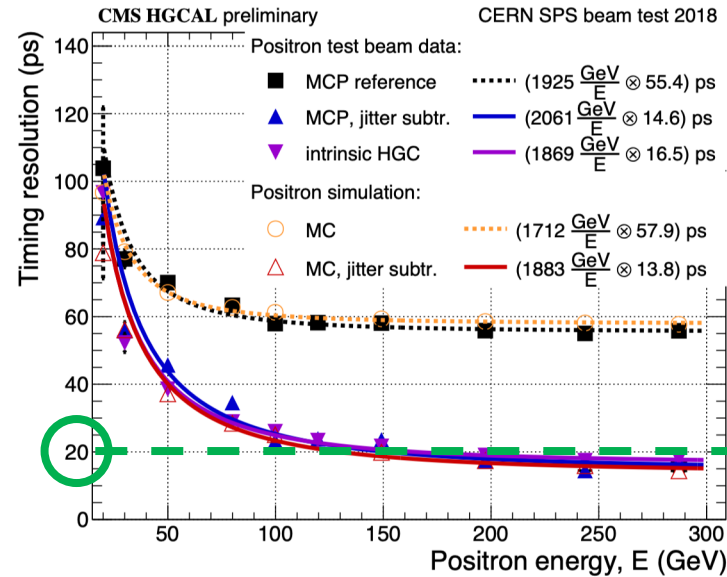 CMS HGCAL preliminary
CERN SPS beam test 2018
Timing resolution (ps)
140
120
100
80
60
40
20
0
Positron test beam data:
MCP reference (1925 GeV/E ⊗ 55.4) ps
MCP, jitter subtr. (2061 GeV/E ⊗ 14.6) ps
intrinsic HGC (1869 GeV/E ⊗ 16.5) ps
Positron simulation:
MC (1712 GeV/E ⊗ 57.9) ps
MC, jitter subtr. (1883 GeV/E ⊗ 13.8) ps
50 100 150 200 250 300
Positron energy, E (GeV)